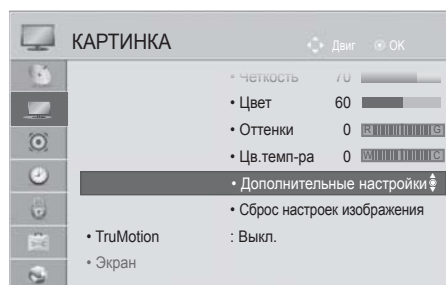 КАРТИНКА Двиг ОК
• Четкость 70
• Цвет 60
• Оттенки 0 R G
• Цв.темп-ра 0 W C
• Дополнительные настройки
• Сброс настроек изображения
• TruMotion : Выкл.
• Экран